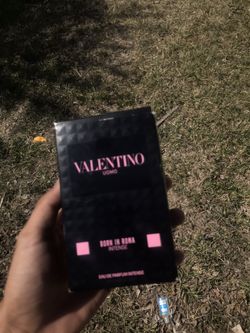 VALENTINO
UOMO
BORN IN ROMA
INTENSE
EAU DE PARFUM INTENSE